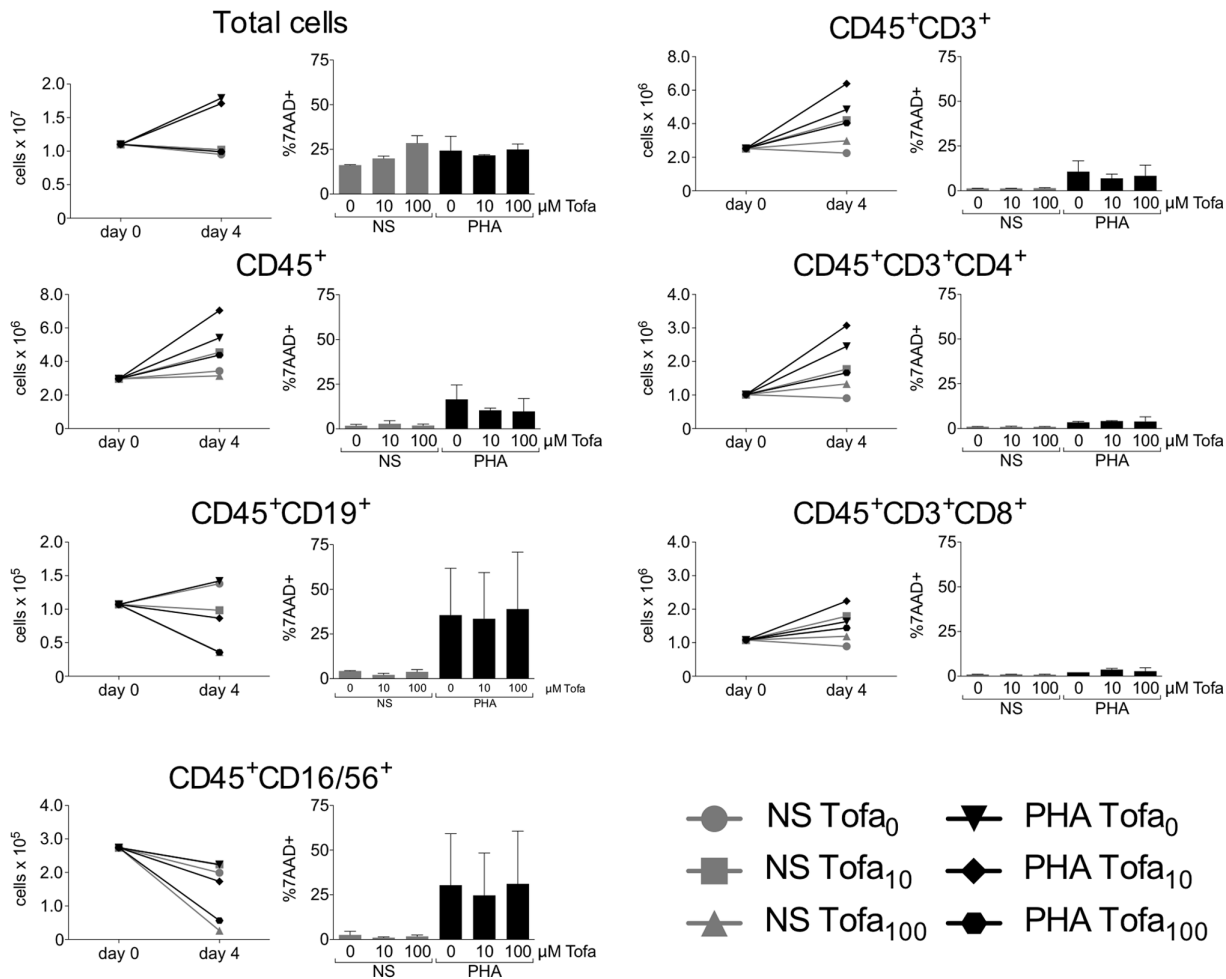 Total cells
cells x 10⁷
2.0
1.5
1.0
0.5
0
day 0 day 4
%7AAD+
75
50
25
0
0 10 100 0 10 100 µM Tofa
NS PHA
CD45⁺CD3⁺
cells x 10⁶
8.0
6.0
4.0
2.0
0
day 0 day 4
%7AAD+
75
50
25
0
0 10 100 0 10 100 µM Tofa
NS PHA
CD45⁺
cells x 10⁶
8.0
6.0
4.0
2.0
0
day 0 day 4
%7AAD+
75
50
25
0
0 10 100 0 10 100 µM Tofa
NS PHA
CD45⁺CD3⁺CD4⁺
cells x 10⁶
4.0
3.0
2.0
1.0
0
day 0 day 4
%7AAD+
75
50
25
0
0 10 100 0 10 100 µM Tofa
NS PHA
CD45⁺CD19⁺
cells x 10⁵
2.0
1.5
1.0
0.5
0
day 0 day 4
%7AAD+
75
50
25
0
0 10 100 0 10 100 µM Tofa
NS PHA
CD45⁺CD3⁺CD8⁺
cells x 10⁶
4.0
3.0
2.0
1.0
0
day 0 day 4
%7AAD+
75
50
25
0
0 10 100 0 10 100 µM Tofa
NS PHA
CD45⁺CD16/56⁺
cells x 10⁵
4.0
3.0
2.0
1.0
0
day 0 day 4
%7AAD+
75
50
25
0
0 10 100 0 10 100 µM Tofa
NS PHA
NS Tofa₀ PHA Tofa₀
NS Tofa₁₀ PHA Tofa₁₀
NS Tofa₁₀₀ PHA Tofa₁₀₀